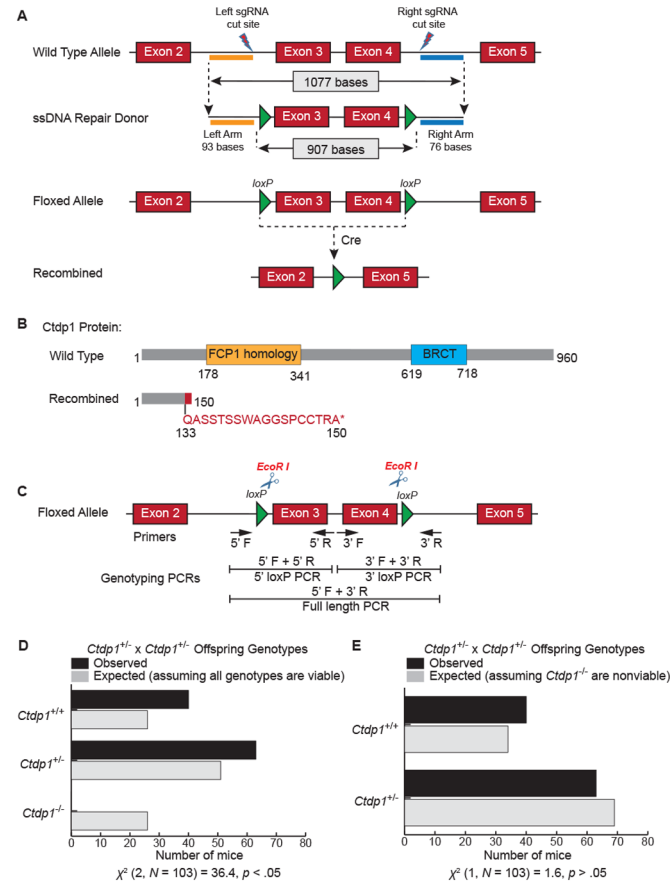 A
Left sgRNA cut site
Right sgRNA cut site
Wild Type Allele
Exon 2
Exon 3
Exon 4
Exon 5
1077 bases
ssDNA Repair Donor
Exon 3
Exon 4
Left Arm
93 bases
Right Arm
76 bases
907 bases
loxP
loxP
Floxed Allele
Exon 2
Exon 3
Exon 4
Exon 5
Cre
Recombined
Exon 2
Exon 5
B
Ctdp1 Protein:
Wild Type
1
FCP1 homology
BRCT
960
178
341
619
718
Recombined
1
150
QASSTSSWAGGSPCCTRA*
133
150
C
EcoR I
EcoR I
loxP
loxP
Floxed Allele
Exon 2
Exon 3
Exon 4
Exon 5
Primers
5' F
5' R
3' F
3' R
Genotyping PCRs
5' F + 5' R
3' F + 3' R
5' loxP PCR
3' loxP PCR
5' F + 3' R
Full length PCR
D
Ctdp1+/- x Ctdp1+/- Offspring Genotypes
Observed
Expected (assuming all genotypes are viable)
Ctdp1+/+
Ctdp1+/-
Ctdp1-/-
0 10 20 30 40 50 60 70 80
Number of mice
χ² (2, N = 103) = 36.4, p < .05
E
Ctdp1+/- x Ctdp1+/- Offspring Genotypes
Observed
Expected (assuming Ctdp1-/- are nonviable)
Ctdp1+/+
Ctdp1+/-
0 10 20 30 40 50 60 70 80
Number of mice
χ² (1, N = 103) = 1.6, p > .05